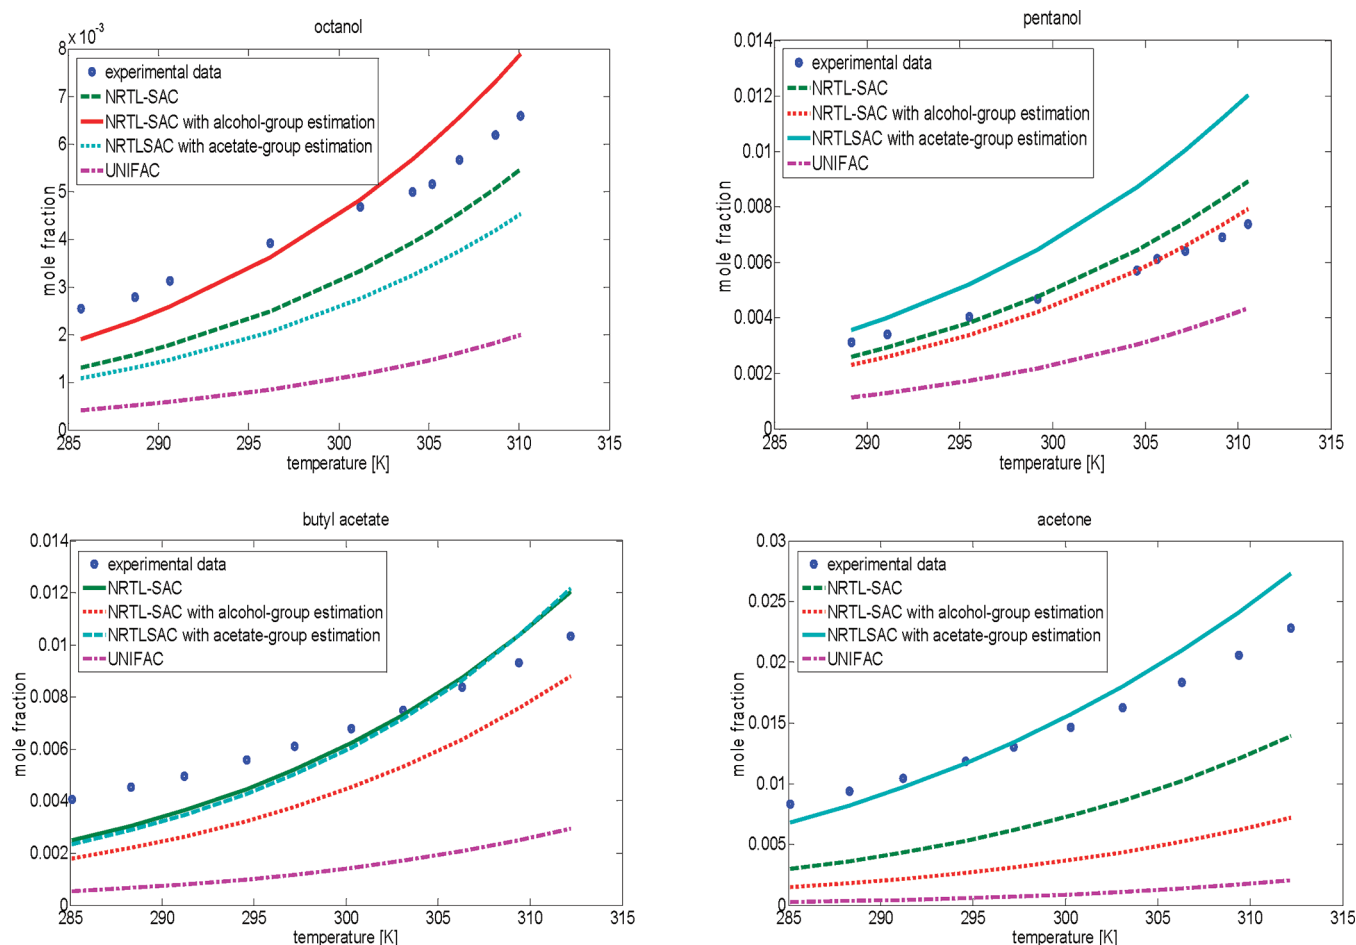 octanol
×10⁻³
8
7
6
5
4
3
2
1
0
mole fraction
experimental data
NRTL-SAC
NRTL-SAC with alcohol-group estimation
NRTLSAC with acetate-group estimation
UNIFAC
285 290 295 300 305 310 315
temperature [K]
pentanol
0.014
0.012
0.01
0.008
0.006
0.004
0.002
0
mole fraction
experimental data
NRTL-SAC
NRTL-SAC with alcohol-group estimation
NRTLSAC with acetate-group estimation
UNIFAC
285 290 295 300 305 310 315
temperature [K]
butyl acetate
0.014
0.012
0.01
0.008
0.006
0.004
0.002
0
mole fraction
experimental data
NRTL-SAC
NRTL-SAC with alcohol-group estimation
NRTLSAC with acetate-group estimation
UNIFAC
285 290 295 300 305 310 315
temperature [K]
acetone
0.03
0.025
0.02
0.015
0.01
0.005
0
mole fraction
experimental data
NRTL-SAC
NRTL-SAC with alcohol-group estimation
NRTLSAC with acetate-group estimation
UNIFAC
285 290 295 300 305 310 315
temperature [K]